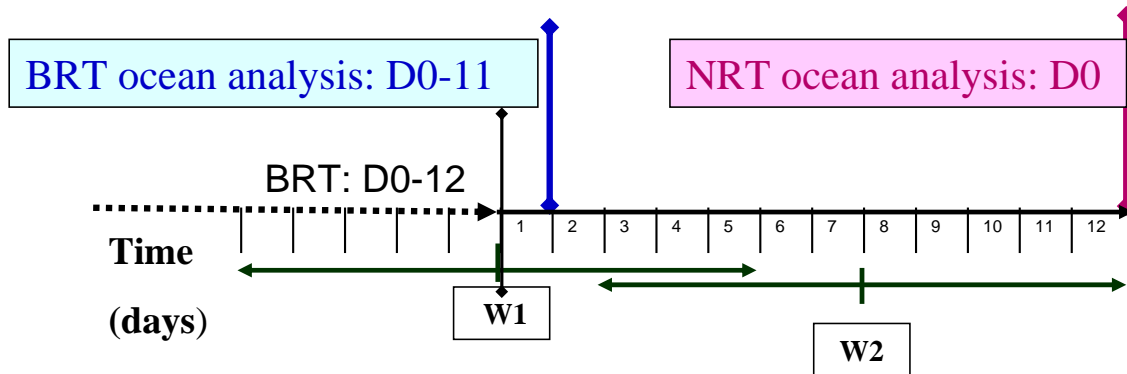 BRT ocean analysis: D0-11
NRT ocean analysis: D0
BRT: D0-12
1 2 3 4 5 6 7 8 9 10 11 12
Time
(days)
W1
W2